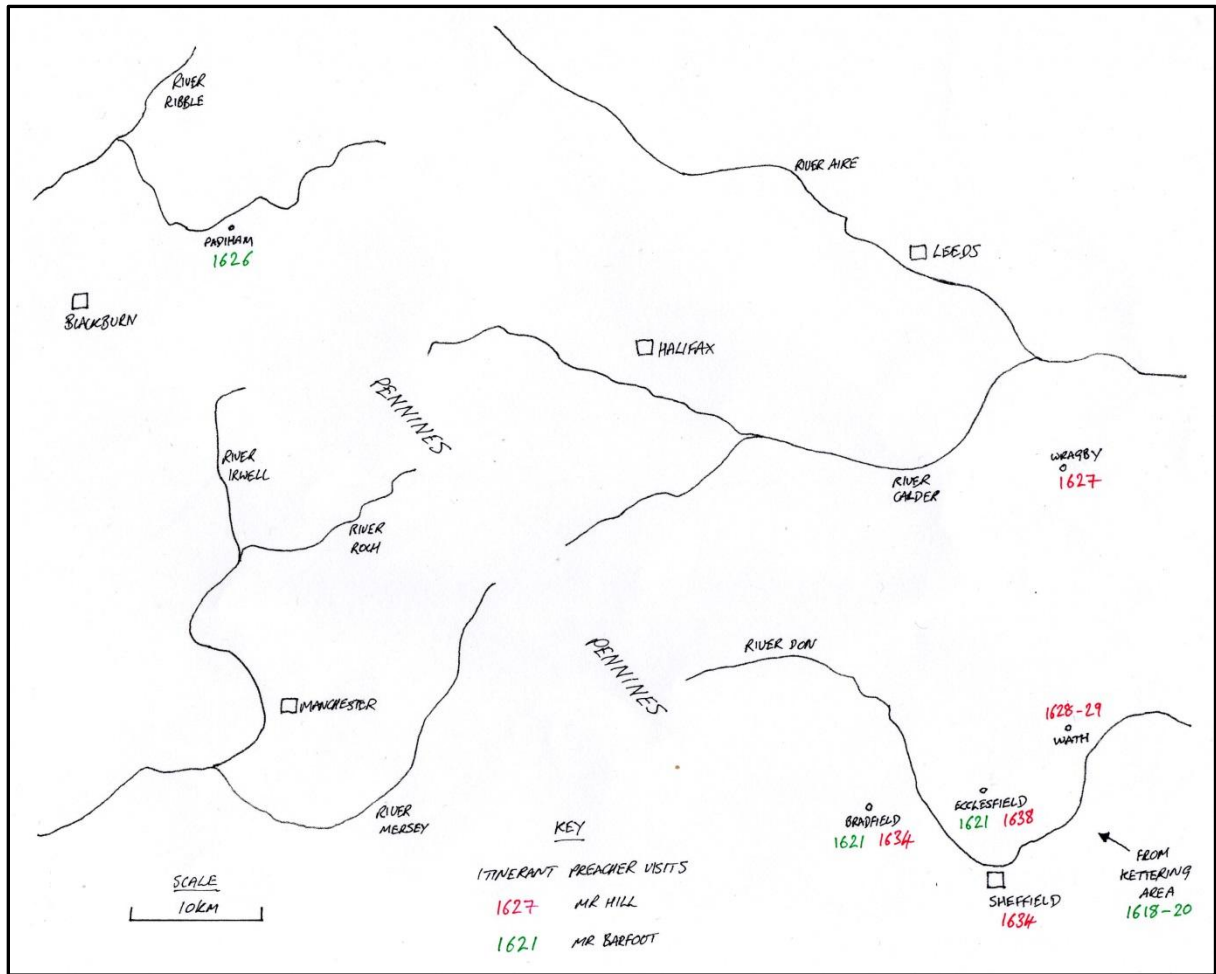 RIVER
RIBBLE
RIVER AIRE
PADIHAM
1626
LEEDS
BLACKBURN
HALIFAX
PENNINES
RIVER
IRWELL
WRAGBY
1627
RIVER
CALDER
RIVER
ROCH
RIVER DON
PENNINES
MANCHESTER
1628-29
WATH
ECCLESFIELD
1621 1638
BRADFIELD
1621 1634
RIVER
MERSEY
FROM
KETTERING
AREA
1618-20
SHEFFIELD
1634
KEY
ITINERANT PREACHER VISITS
1627 MR HILL
1621 MR BARFOOT
SCALE
10KM